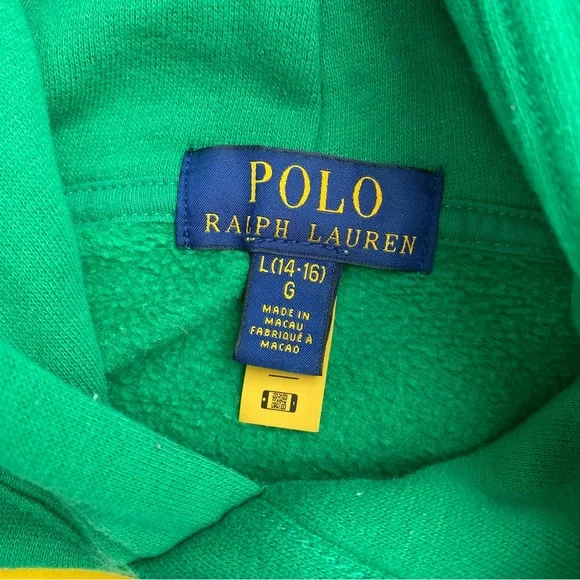 POLO
RALPH LAUREN
L(14-16)
G
MADE IN
MACAU
FABRIQUÉ À
MACAO